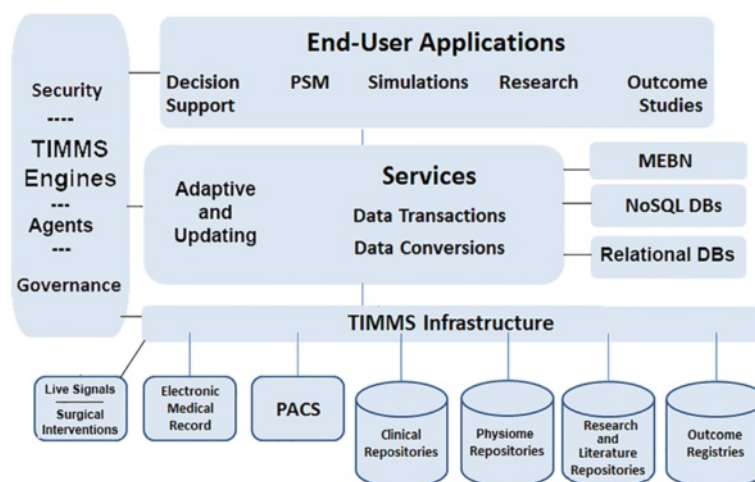 End-User Applications
Decision
Support
PSM
Simulations
Research
Outcome
Studies
Security
----
TIMMS
Engines
---
Agents
---
Governance
Adaptive
and
Updating
Services
Data Transactions
Data Conversions
MEBN
NoSQL DBs
Relational DBs
TIMMS Infrastructure
Live Signals
Surgical
Interventions
Electronic
Medical
Record
PACS
Clinical
Repositories
Physiome
Repositories
Research
and
Literature
Repositories
Outcome
Registries